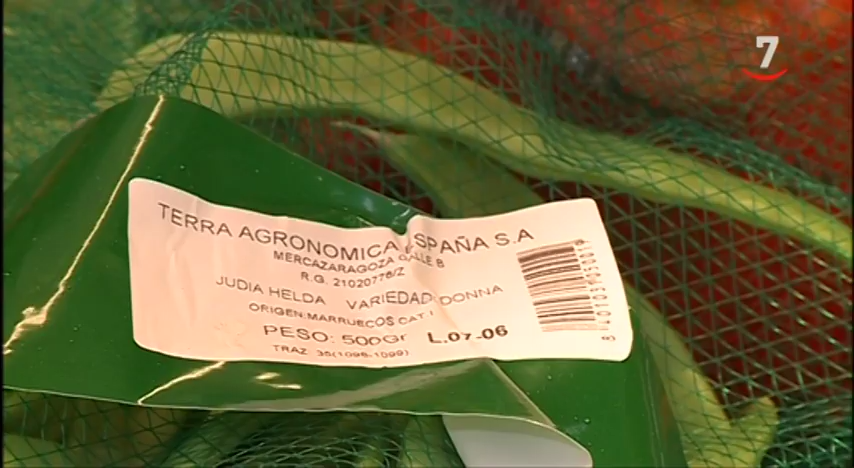 7
TERRA AGRONOMICA ESPAÑA S.A
MERCAZARAGOZA CALLE B
R.G. 21020776/Z
JUDIA HELDA VARIEDAD: DONNA
ORIGEN: MARRUECOS CAT I
PESO: 500Gr L.07-06
TRAZ 35(1096-1099)